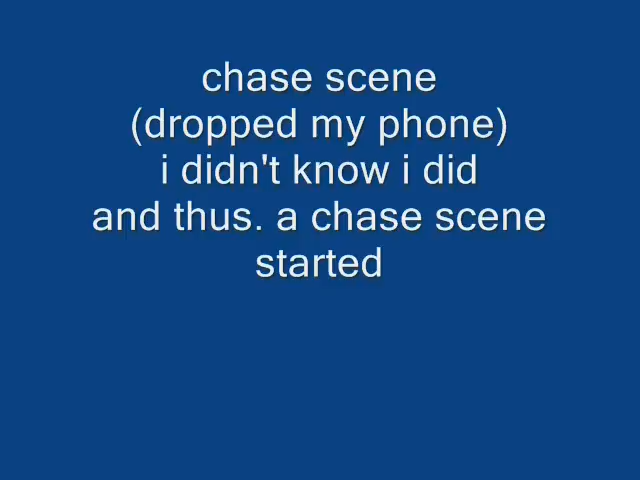 chase scene
(dropped my phone)
i didn't know i did
and thus. a chase scene
started